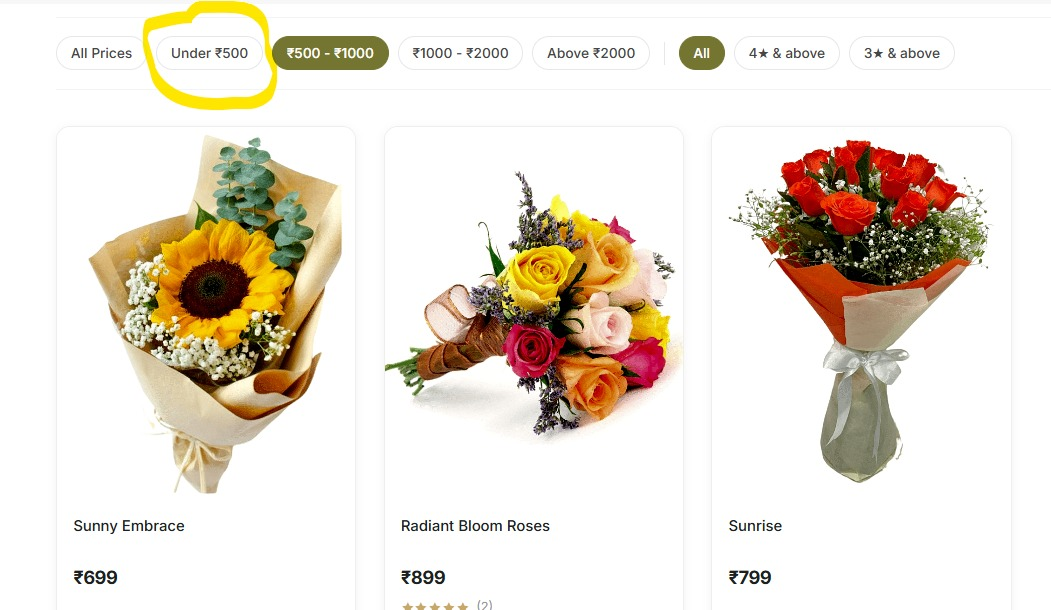 All Prices Under ₹500 ₹500 - ₹1000 ₹1000 - ₹2000 Above ₹2000 All 4★ & above 3★ & above
Sunny Embrace Radiant Bloom Roses Sunrise
₹699 ₹899 ₹799
★★★★★ (2)